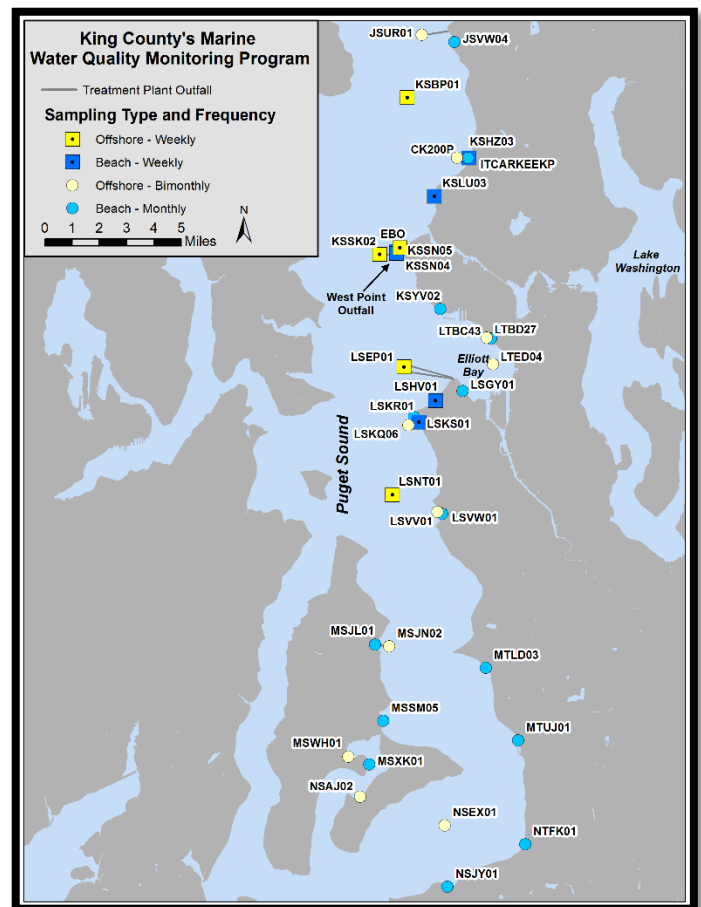 King County's Marine
Water Quality Monitoring Program
Treatment Plant Outfall
Sampling Type and Frequency
Offshore - Weekly
Beach - Weekly
Offshore - Bimonthly
Beach - Monthly
0 1 2 3 4 5
Miles
N
JSUR01
JSVW04
KSBP01
KSHZ03
CK200P
ITCARKEEKP
KSLU03
EBO
KSSK02
KSSN05
KSSN04
West Point
Outfall
Lake
Washington
KSYV02
LTBC43
LTBD27
LSEP01
Elliott
Bay
LTED04
LSHV01
LSGY01
LSKR01
LSKS01
LSKQ06
Puget Sound
LSNT01
LSVV01
LSVW01
MSJL01
MSJN02
MTLD03
MSSM05
MTUJ01
MSWH01
MSXK01
NSAJ02
NSEX01
NTFK01
NSJY01